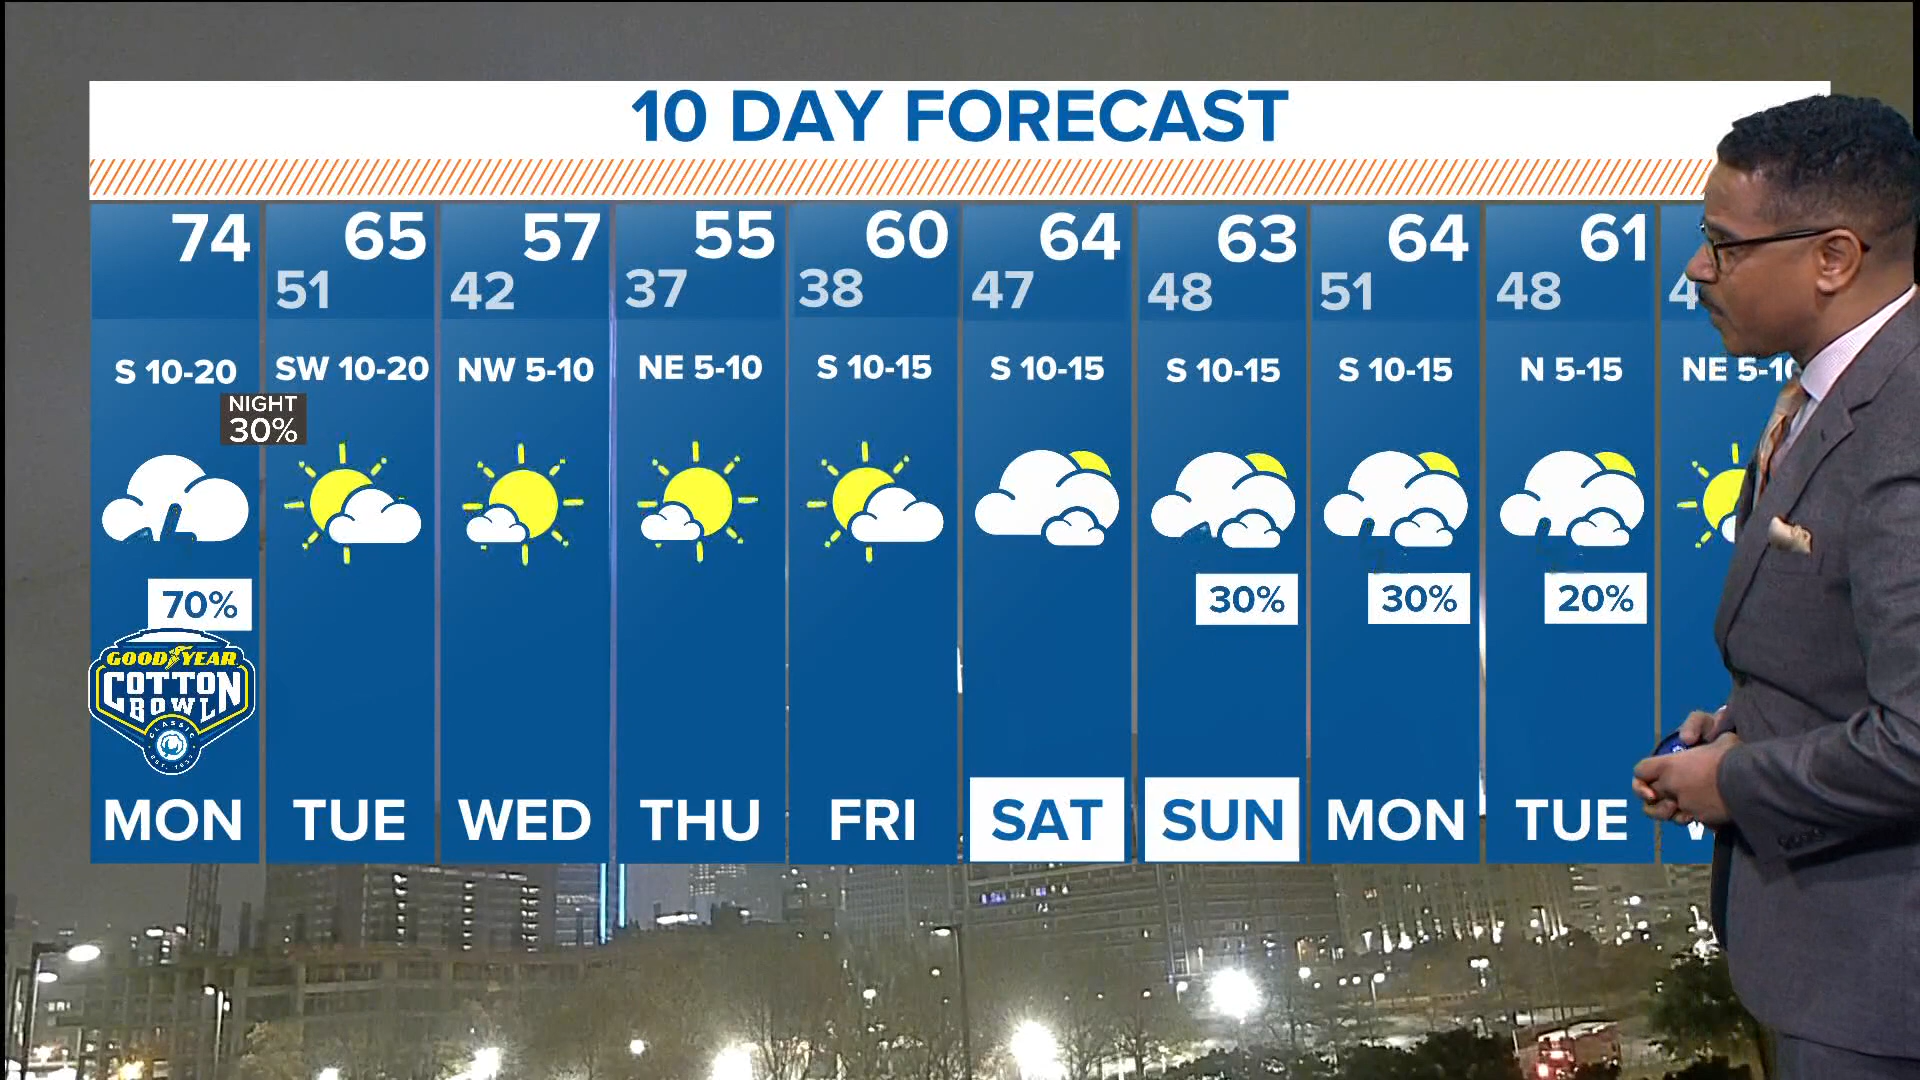 10 DAY FORECAST
74 65 57 55 60 64 63 64 61
51 42 37 38 47 48 51 48
S 10-20 SW 10-20 NW 5-10 NE 5-10 S 10-15 S 10-15 S 10-15 S 10-15 N 5-15 NE 5-10
NIGHT
30%
70% 30% 30% 20%
GOODYEAR
COTTON
BOWL
CLASSIC
MON TUE WED THU FRI SAT SUN MON TUE